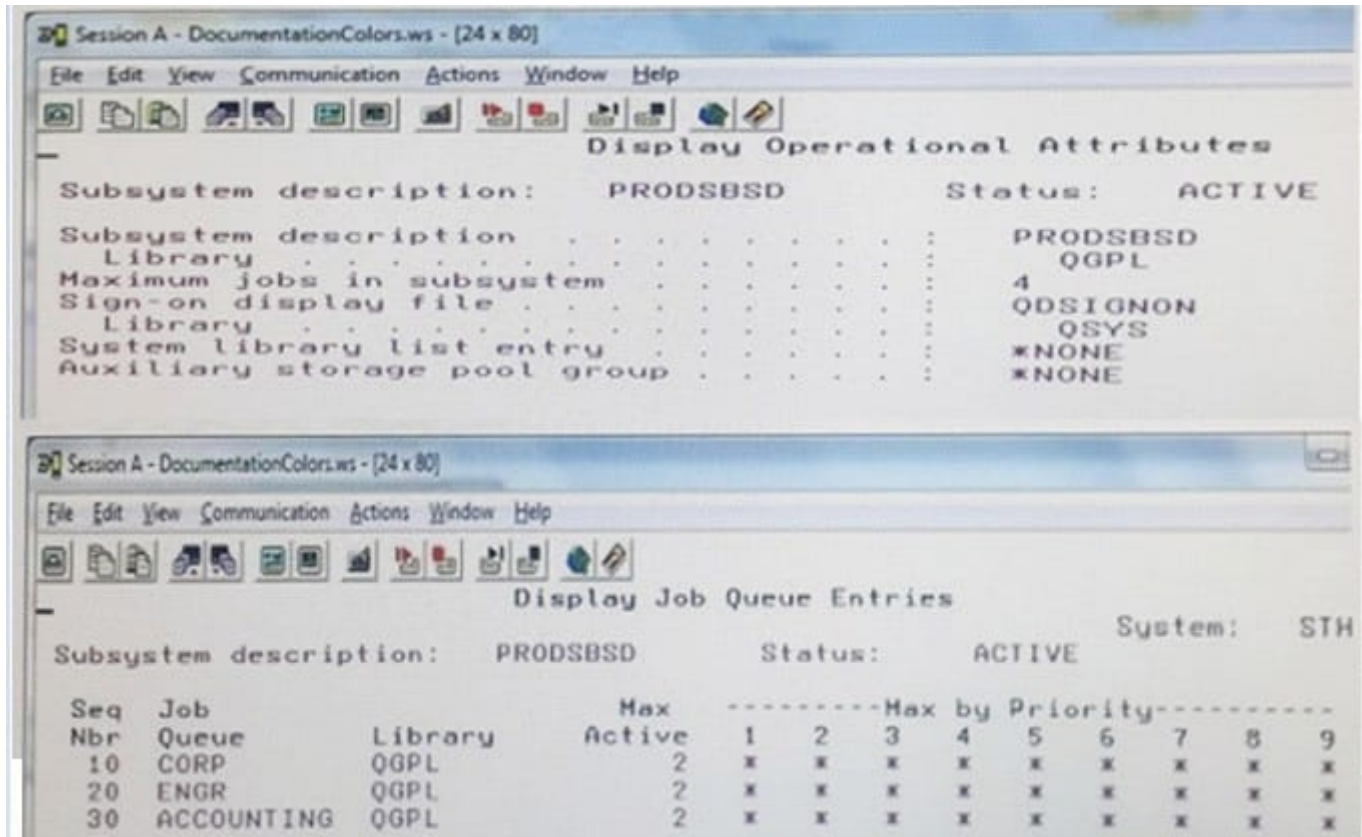 Session A - DocumentationColors.ws - [24 x 80]
File Edit View Communication Actions Window Help
Display Operational Attributes
Subsystem description: PRODSBSD Status: ACTIVE
Subsystem description . . . . . . . . : PRODSBSD
Library . . . . . . . . . . . . . . : QGPL
Maximum jobs in subsystem . . . . . . : 4
Sign-on display file . . . . . . . . . : QDSIGNON
Library . . . . . . . . . . . . . . : QSYS
System library list entry . . . . . . : *NONE
Auxiliary storage pool group . . . . . : *NONE
Session A - DocumentationColors.ws - [24 x 80]
File Edit View Communication Actions Window Help
Display Job Queue Entries
System: STH
Subsystem description: PRODSBSD Status: ACTIVE
Seq Job Max ---------Max by Priority----------
Nbr Queue Library Active 1 2 3 4 5 6 7 8 9
10 CORP QGPL 2 * * * * * * * * *
20 ENGR QGPL 2 * * * * * * * * *
30 ACCOUNTING QGPL 2 * * * * * * * * *